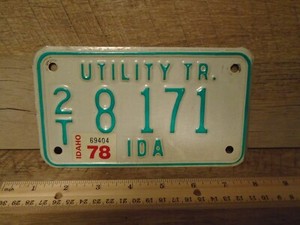 UTILITY TR.
2/T 8 171
IDAHO 69404 78
IDA